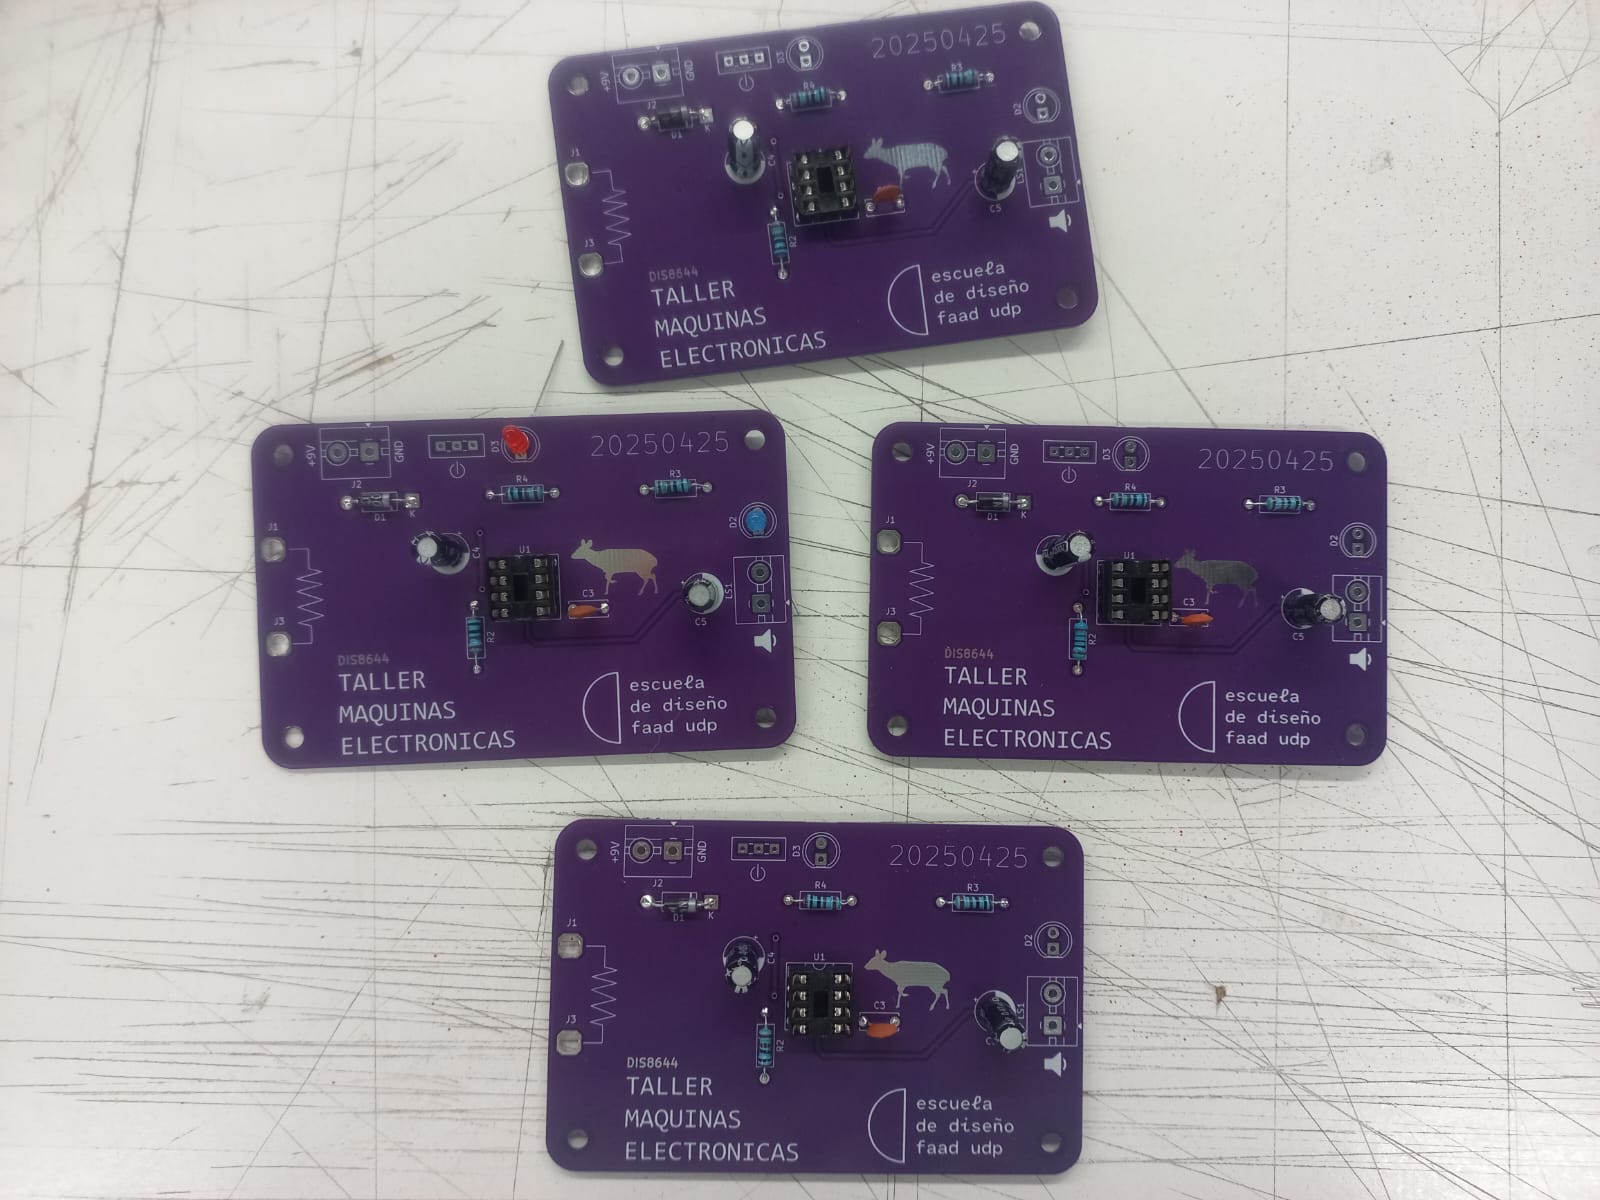 +9V
GND
D3
20250425
R3
J2
D1
K
R4
D2
J1
C4
LS1
C5
J3
R2
DIS8644
TALLER
MAQUINAS
ELECTRONICAS
escuela
de diseño
faad udp
+9V
GND
D3
20250425
J2
D1
K
R4
R3
D2
J1
C4
U1
C3
LS1
C5
J3
R2
DIS8644
TALLER
MAQUINAS
ELECTRONICAS
escuela
de diseño
faad udp
+9V
GND
D3
20250425
J2
D1
K
R4
R3
D2
J1
U1
C3
C5
J3
R2
DIS8644
TALLER
MAQUINAS
ELECTRONICAS
escuela
de diseño
faad udp
+9V
GND
D3
20250425
J2
D1
K
R4
R3
D2
J1
C4
U1
C3
LS1
J3
R2
DIS8644
TALLER
MAQUINAS
ELECTRONICAS
escuela
de diseño
faad udp